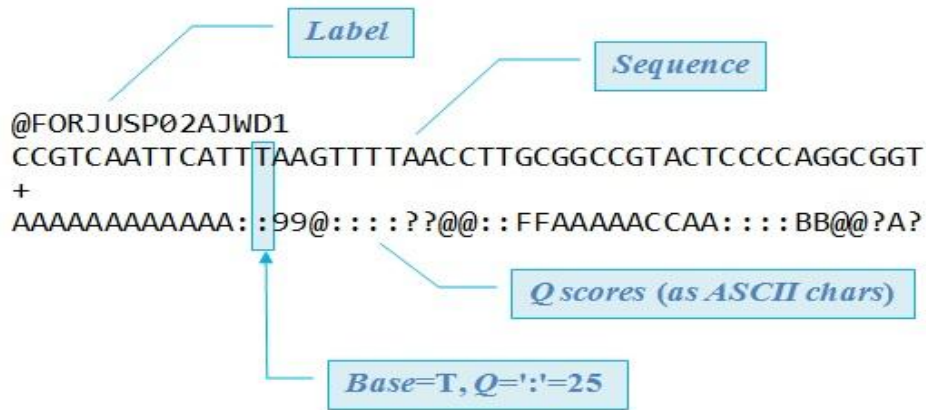 Label
Sequence
@FORJUSP02AJWD1
CCGTCAATTCATTTAAGTTTTAACCTTGCGGCCGTACTCCCCAGGCGGT
+
AAAAAAAAAAAA::99@::::??@@::FFAAAAACCAA::::BB@@?A?
Q scores (as ASCII chars)
Base=T, Q=':'=25